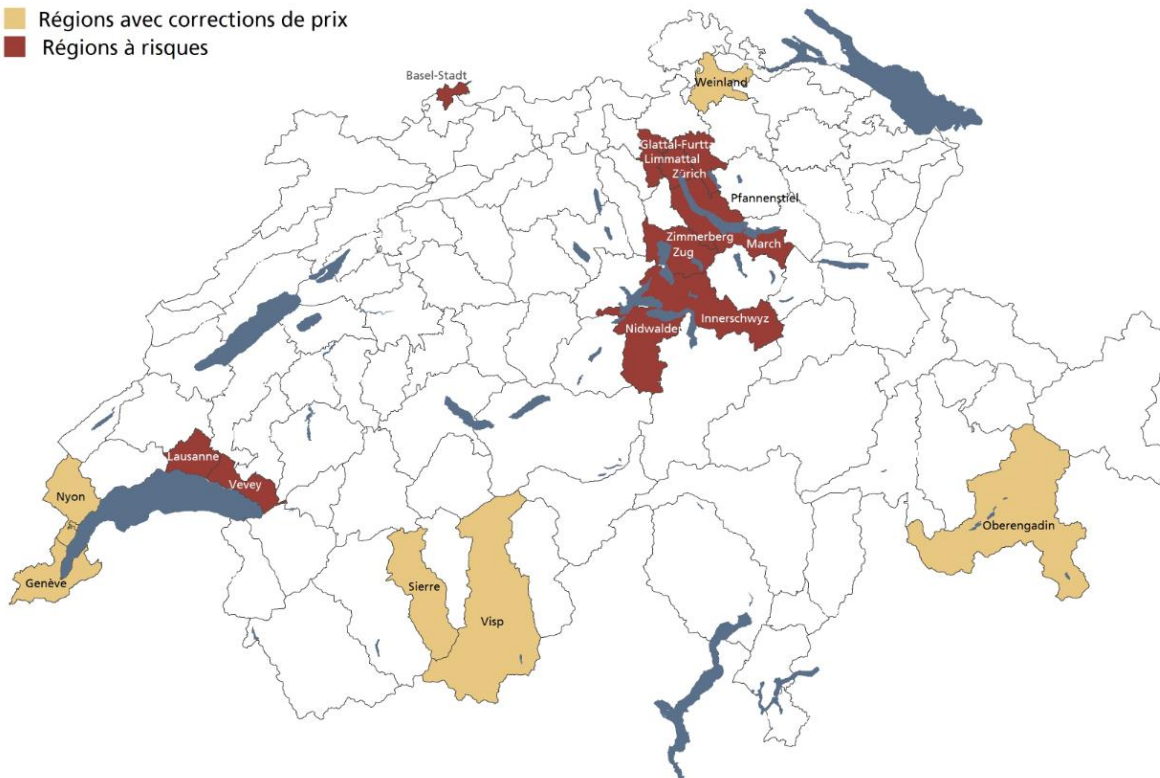 Régions avec corrections de prix
Régions à risques
Basel-Stadt
Weinland
Glattal-Furtta
Limmattal
Zürich
Pfannenstiel
Zimmerberg
March
Zug
Innerschwyz
Nidwalden
Lausanne
Vevey
Nyon
Genève
Sierre
Visp
Oberengadin